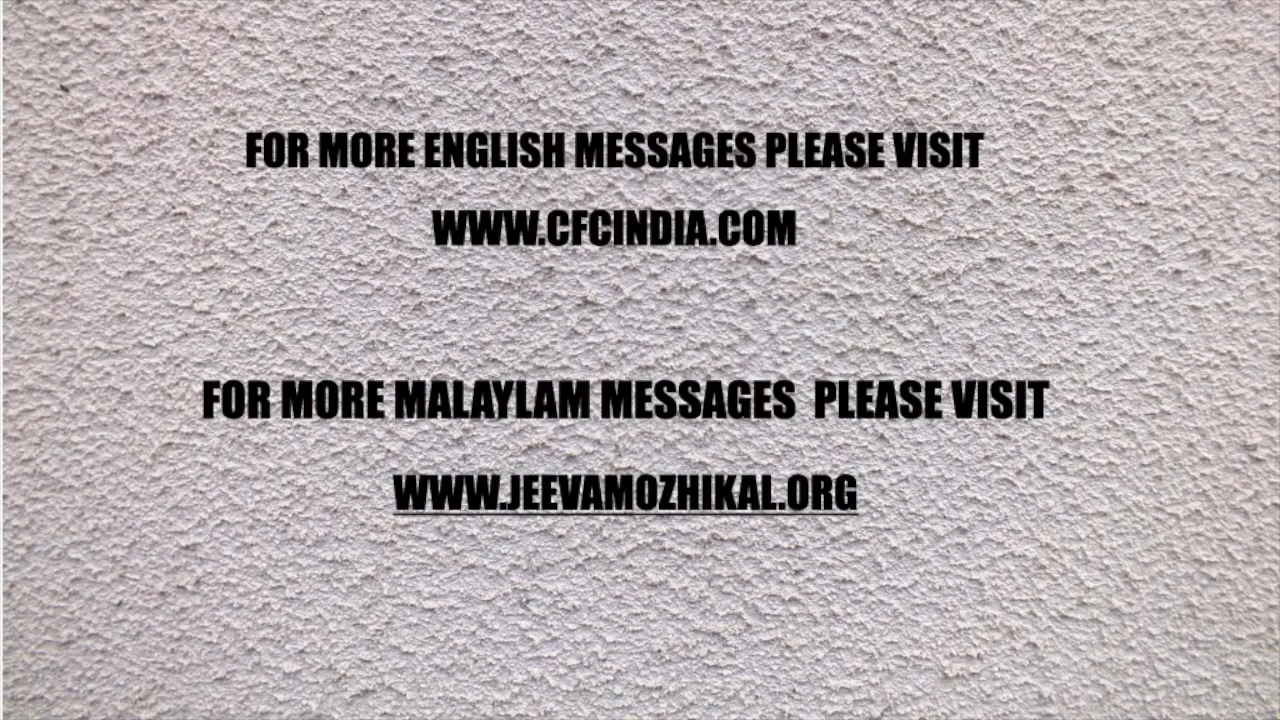 FOR MORE ENGLISH MESSAGES PLEASE VISIT
WWW.CFCINDIA.COM
FOR MORE MALAYLAM MESSAGES PLEASE VISIT
WWW.JEEVAMOZHIKAL.ORG